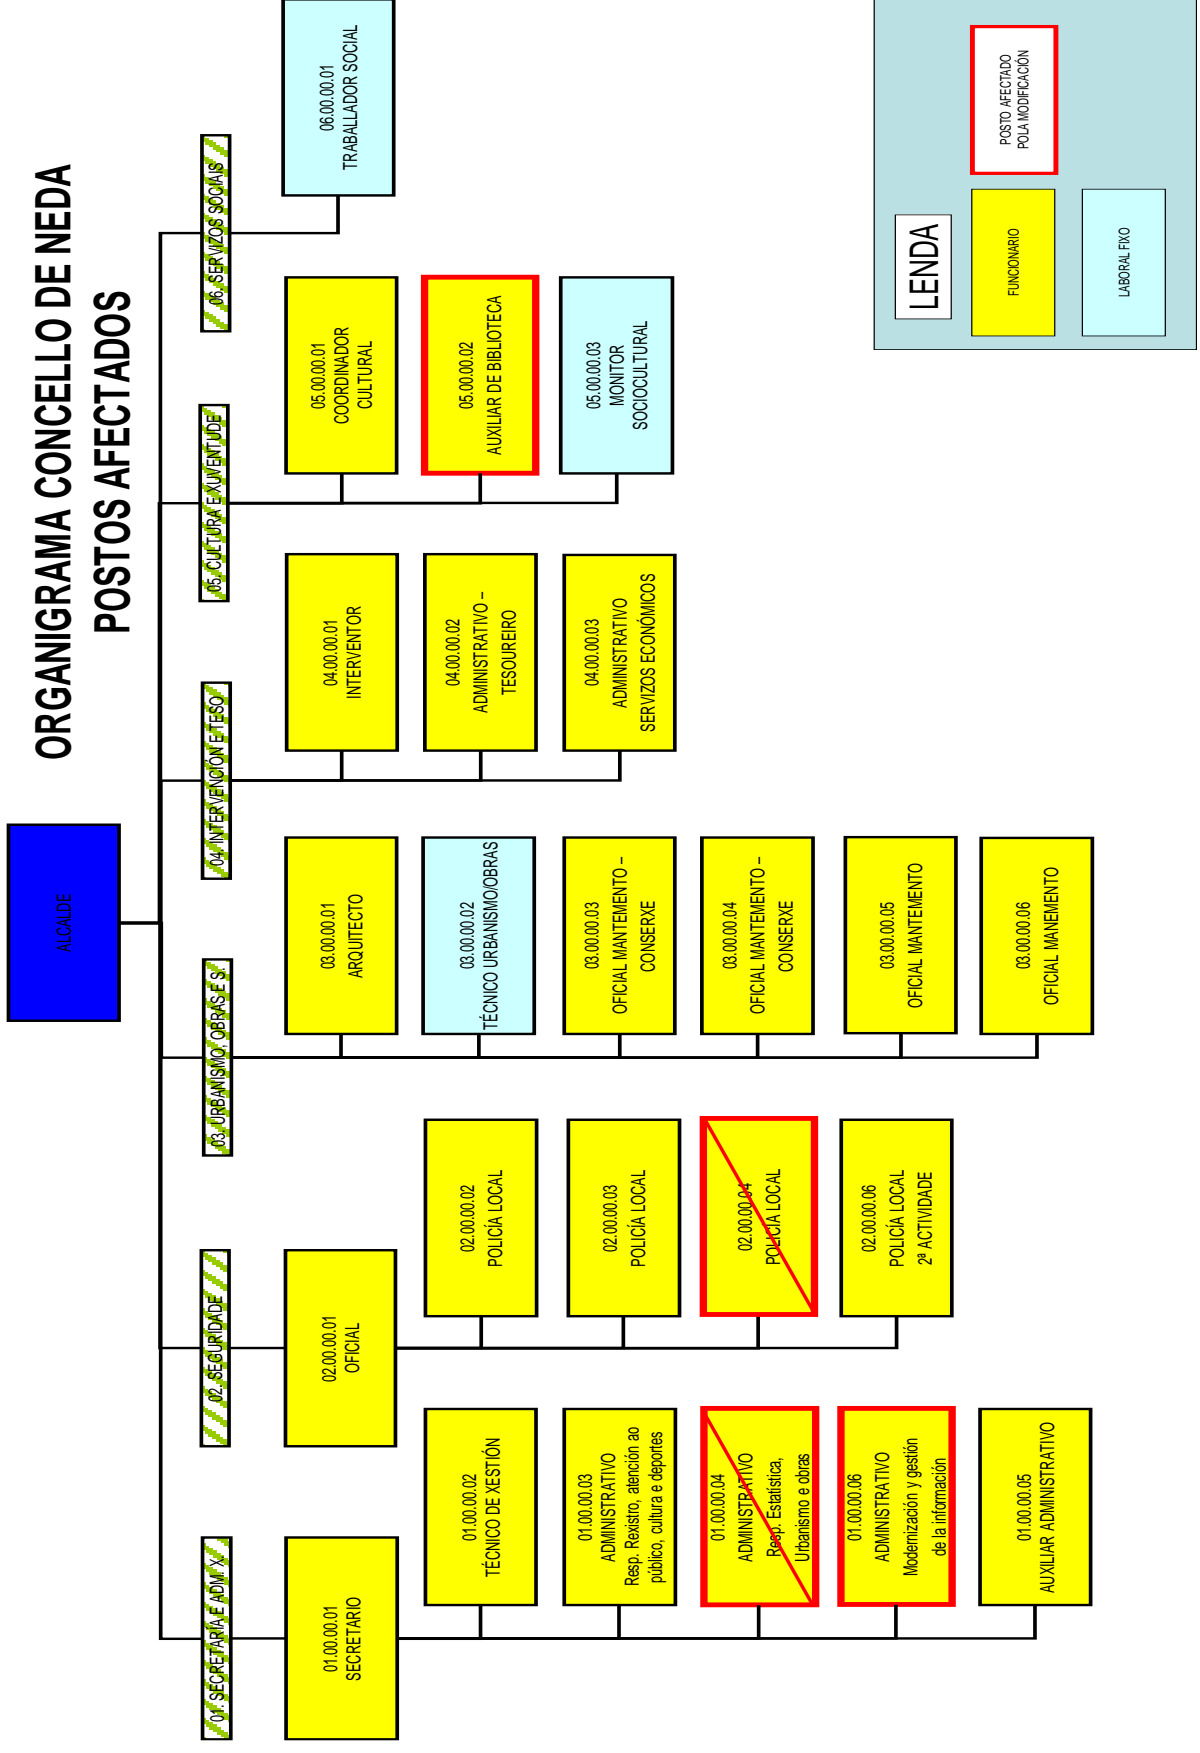 ORGANIGRAMA CONCELLO DE NEDA
POSTOS AFECTADOS
ALCALDE
01. SECRETARIA E ADM. X.
01.00.00.01
SECRETARIO
01.00.00.02
TÉCNICO DE XESTIÓN
01.00.00.03
ADMINISTRATIVO
Resp. Rexistro, atención ao
público, cultura e deportes
01.00.00.04
ADMINISTRATIVO
Resp. Estatística,
Urbanismo e obras
01.00.00.06
ADMINISTRATIVO
Modernización y gestión
de la información
01.00.00.05
AUXILIAR ADMINISTRATIVO
02. SEGURIDADE
02.00.00.01
OFICIAL
02.00.00.02
POLICÍA LOCAL
02.00.00.03
POLICÍA LOCAL
02.00.00.04
POLICÍA LOCAL
02.00.00.06
POLICÍA LOCAL
2ª ACTIVIDADE
03. URBANISMO, OBRAS E S.
03.00.00.01
ARQUITECTO
03.00.00.02
TÉCNICO URBANISMO/OBRAS
03.00.00.03
OFICIAL MANTEMENTO –
CONSERXE
03.00.00.04
OFICIAL MANTEMENTO –
CONSERXE
03.00.00.05
OFICIAL MANTEMENTO
03.00.00.06
OFICIAL MANEMENTO
04. INTERVENCIÓN E TESO.
04.00.00.01
INTERVENTOR
04.00.00.02
ADMINISTRATIVO –
TESOUREIRO
04.00.00.03
ADMINISTRATIVO
SERVIZOS ECONÓMICOS
05. CULTURA E XUVENTUDE
05.00.00.01
COORDINADOR
CULTURAL
05.00.00.02
AUXILIAR DE BIBLIOTECA
05.00.00.03
MONITOR
SOCIOCULTURAL
06. SERVIZOS SOCIAIS
06.00.00.01
TRABALLADOR SOCIAL
LENDA
FUNCIONARIO
POSTO AFECTADO
POLA MODIFICACIÓN
LABORAL FIXO